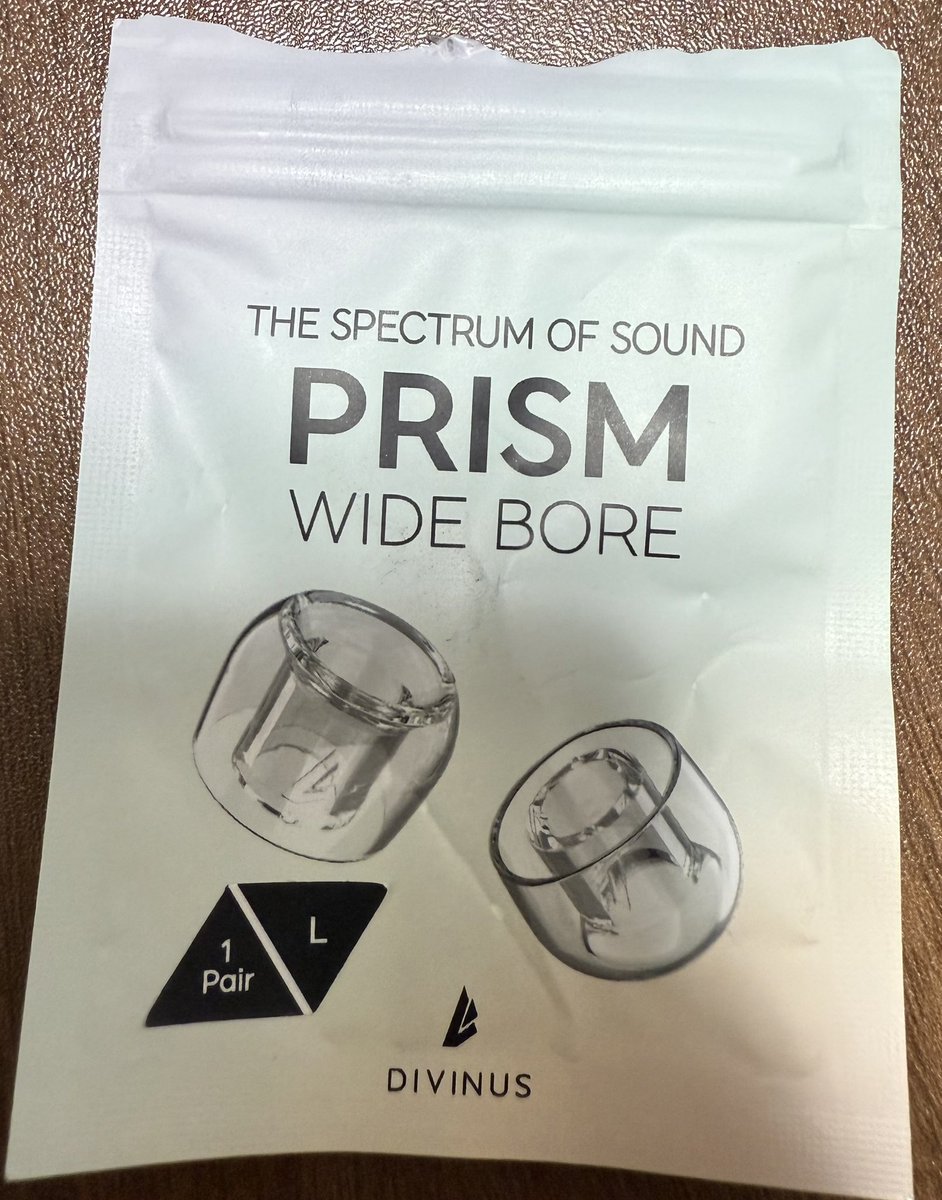 THE SPECTRUM OF SOUND
PRISM
WIDE BORE
1
Pair
L
DIVINUS